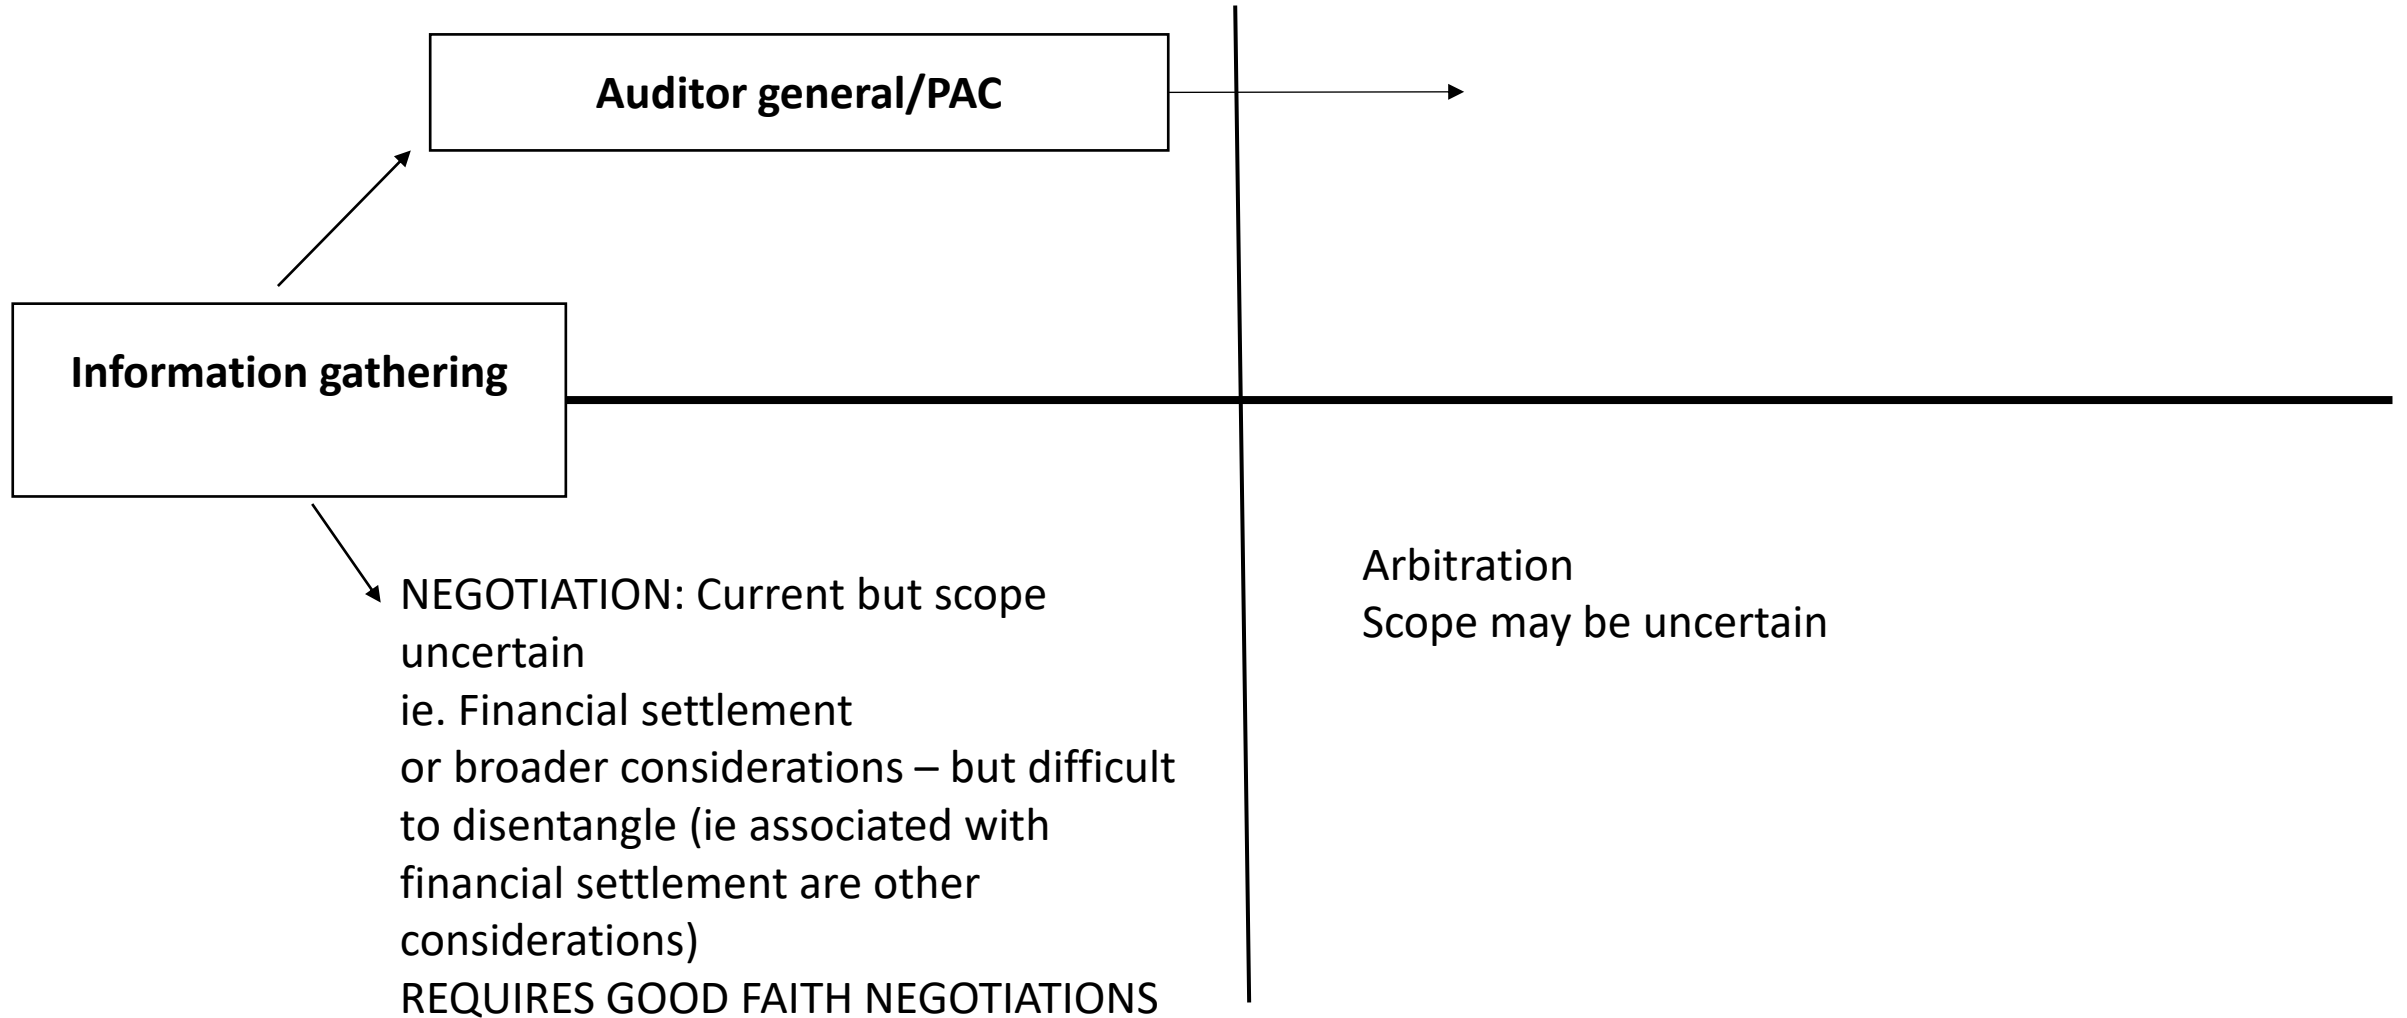 Auditor general/PAC
Information gathering
NEGOTIATION: Current but scope
uncertain
ie. Financial settlement
or broader considerations – but difficult
to disentangle (ie associated with
financial settlement are other
considerations)
REQUIRES GOOD FAITH NEGOTIATIONS
Arbitration
Scope may be uncertain